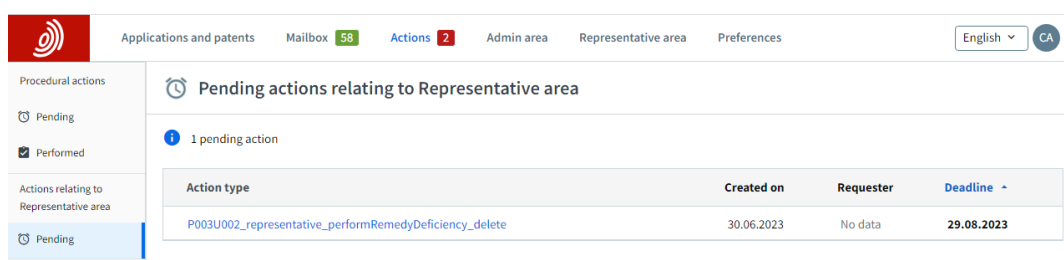 Applications and patents Mailbox 58 Actions 2 Admin area Representative area Preferences English CA
Procedural actions
Pending
Performed
Actions relating to
Representative area
Pending
Pending actions relating to Representative area
1 pending action
Action type Created on Requester Deadline
P003U002_representative_performRemedyDeficiency_delete 30.06.2023 No data 29.08.2023